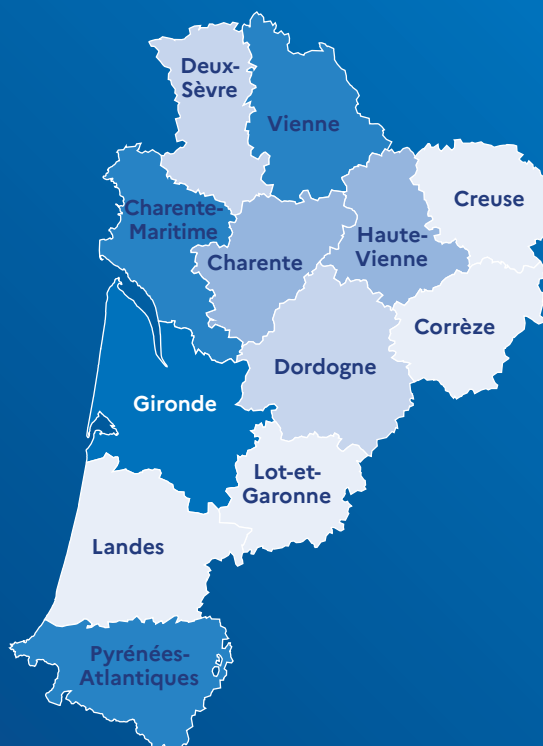 Deux-
Sèvre
Vienne
Creuse
Charente-
Maritime
Haute-
Vienne
Charente
Corrèze
Dordogne
Gironde
Lot-et-
Garonne
Landes
Pyrénées-
Atlantiques